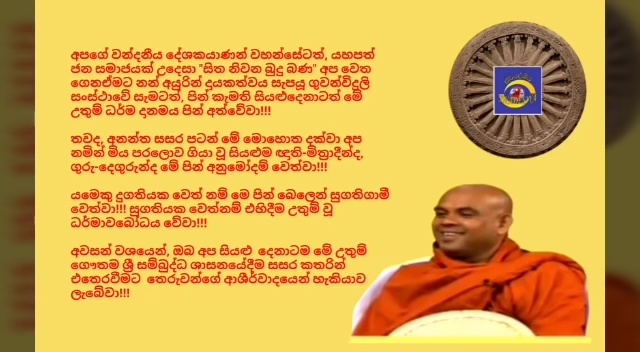 අපගේ වන්දනීය දේශකයාණන් වහන්සේටත්, යහපත්
ජන සමාජයක් උදෙසා "සිත නිවන බුදු බණ" අප වෙත
ගෙනඒමට තන් අයුරින් දායකත්වය සැපයූ ගුවන්විදුලි
සංස්ථාවේ සැමටත්, පින් කැමති සියළුදෙනාටත් මේ
උතුම් ධර්ම දානමය පින් අත්වේවා!!!
තවද, අනන්ත සසර පටන් මේ මොහොත දක්වා අප
නමින් මිය පරලොව ගියා වූ සියළුම ඥාති-මිත්‍රාදීන්ද,
ගුරු-දෙගුරුන්ද මේ පින් අනුමෝදම් වෙත්වා!!!
යමෙකු දුගතියක වෙත් නම් මෙ පින් බෙලෙන් සුගතිගාමී
වෙත්වා!!! සුගතියක වෙත්නම් එහිදීම උතුම් වූ
ධර්මාවබෝධය වේවා!!!
අවසන් වශයෙන්, ඔබ අප සියළු දෙනාටම මේ උතුම්
ගෞතම ශ්‍රී සම්බුද්ධ ශාසනයේදීම සසර කතරින්
එතෙරවීමට තෙරුවන්ගේ ආශීර්වාදයෙන් හැකියාව
ලැබේවා!!!